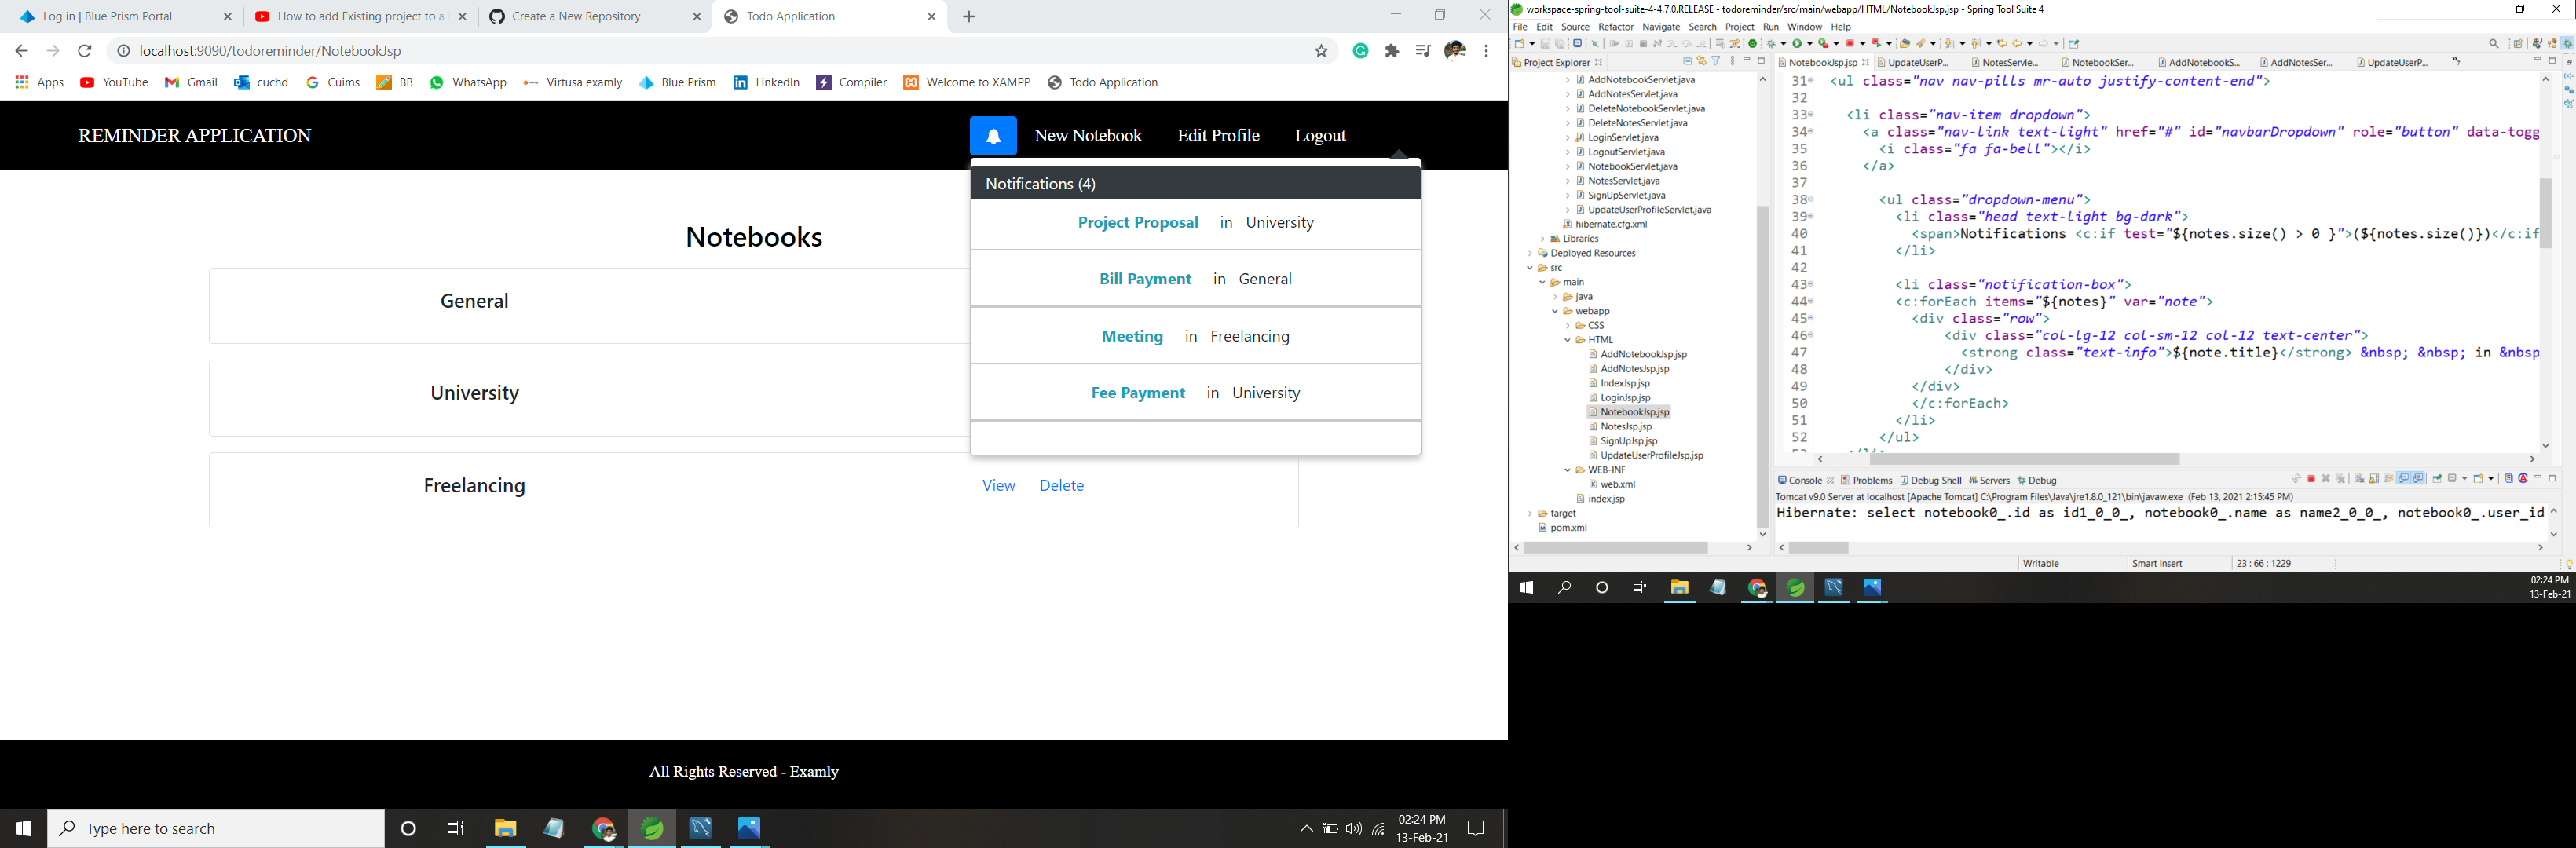 Log in | Blue Prism Portal
How to add Existing project to a
Create a New Repository
Todo Application
localhost:9090/todoreminder/NotebookJsp
Apps
YouTube
Gmail
cuchd
Cuims
BB
WhatsApp
Virtusa examly
Blue Prism
LinkedIn
Compiler
Welcome to XAMPP
Todo Application
REMINDER APPLICATION
New Notebook
Edit Profile
Logout
Notifications (4)
Project Proposal in University
Bill Payment in General
Meeting in Freelancing
Fee Payment in University
Notebooks
General
University
Freelancing
View
Delete
All Rights Reserved - Examly
Type here to search
02:24 PM
13-Feb-21
workspace-spring-tool-suite-4-4.7.0.RELEASE - todoreminder/src/main/webapp/HTML/NotebookJsp.jsp - Spring Tool Suite 4
File Edit Source Refactor Navigate Search Project Run Window Help
Project Explorer
AddNotebookServlet.java
AddNotesServlet.java
DeleteNotebookServlet.java
DeleteNotesServlet.java
LoginServlet.java
LogoutServlet.java
NotebookServlet.java
NotesServlet.java
SignUpServlet.java
UpdateUserProfileServlet.java
hibernate.cfg.xml
Libraries
Deployed Resources
src
main
java
webapp
CSS
HTML
AddNotebookJsp.jsp
AddNotesJsp.jsp
IndexJsp.jsp
LoginJsp.jsp
NotebookJsp.jsp
NotesJsp.jsp
SignUpJsp.jsp
UpdateUserProfileJsp.jsp
WEB-INF
web.xml
index.jsp
target
pom.xml
NotebookJsp.jsp
UpdateUserP...
NotesServle...
NotebookSer...
AddNotebookS...
AddNotesSer...
UpdateUserP...
31 <ul class="nav nav-pills mr-auto justify-content-end">
32
33 <li class="nav-item dropdown">
34 <a class="nav-link text-light" href="#" id="navbarDropdown" role="button" data-togg
35 <i class="fa fa-bell"></i>
36 </a>
37
38 <ul class="dropdown-menu">
39 <li class="head text-light bg-dark">
40 <span>Notifications <c:if test="${notes.size() > 0 }">(${notes.size()})</c:if
41 </li>
42
43 <li class="notification-box">
44 <c:forEach items="${notes}" var="note">
45 <div class="row">
46 <div class="col-lg-12 col-sm-12 col-12 text-center">
47 <strong class="text-info">${note.title}</strong> &nbsp; &nbsp; in &nbsp
48 </div>
49 </div>
50 </c:forEach>
51 </li>
52 </ul>
Console Problems Debug Shell Servers Debug
Tomcat v9.0 Server at localhost [Apache Tomcat] C:\Program Files\Java\jre1.8.0_121\bin\javaw.exe (Feb 13, 2021 2:15:45 PM)
Hibernate: select notebook0_.id as id1_0_0_, notebook0_.name as name2_0_0_, notebook0_.user_id
Writable
Smart Insert
23 : 66 : 1229
02:24 PM
13-Feb-21